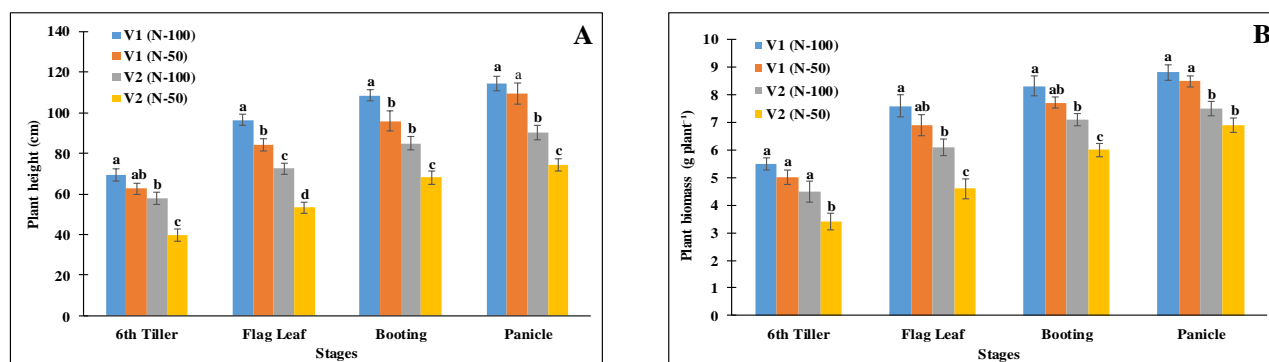 A
V1 (N-100)
V1 (N-50)
V2 (N-100)
V2 (N-50)
Plant height (cm)
140
120
100
80
60
40
20
0
a ab b c
a b c d
a b b c
a a b c
6th Tiller Flag Leaf Booting Panicle
Stages
B
V1 (N-100)
V1 (N-50)
V2 (N-100)
V2 (N-50)
Plant biomass (g plant⁻¹)
10
9
8
7
6
5
4
3
2
1
0
a a a b
a ab b c
a ab b c
a a b b
6th Tiller Flag Leaf Booting Panicle
Stages